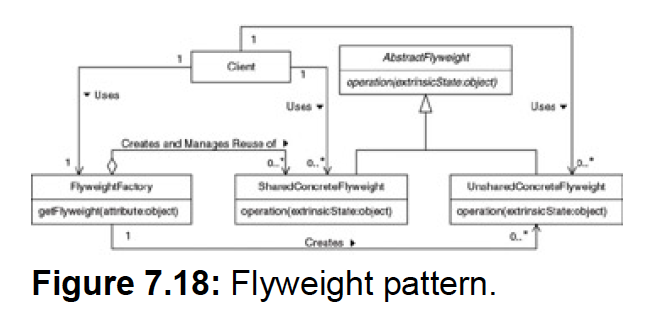 1
Client
1
1
AbstractFlyweight
operation(extrinsicState:object)
Uses
Uses
Uses
Creates and Manages Reuse of
1
0..*
0..*
0..*
FlyweightFactory
getFlyweight(attribute:object)
SharedConcreteFlyweight
operation(extrinsicState:object)
UnsharedConcreteFlyweight
operation(extrinsicState:object)
1
Creates
0..*
Figure 7.18: Flyweight pattern.